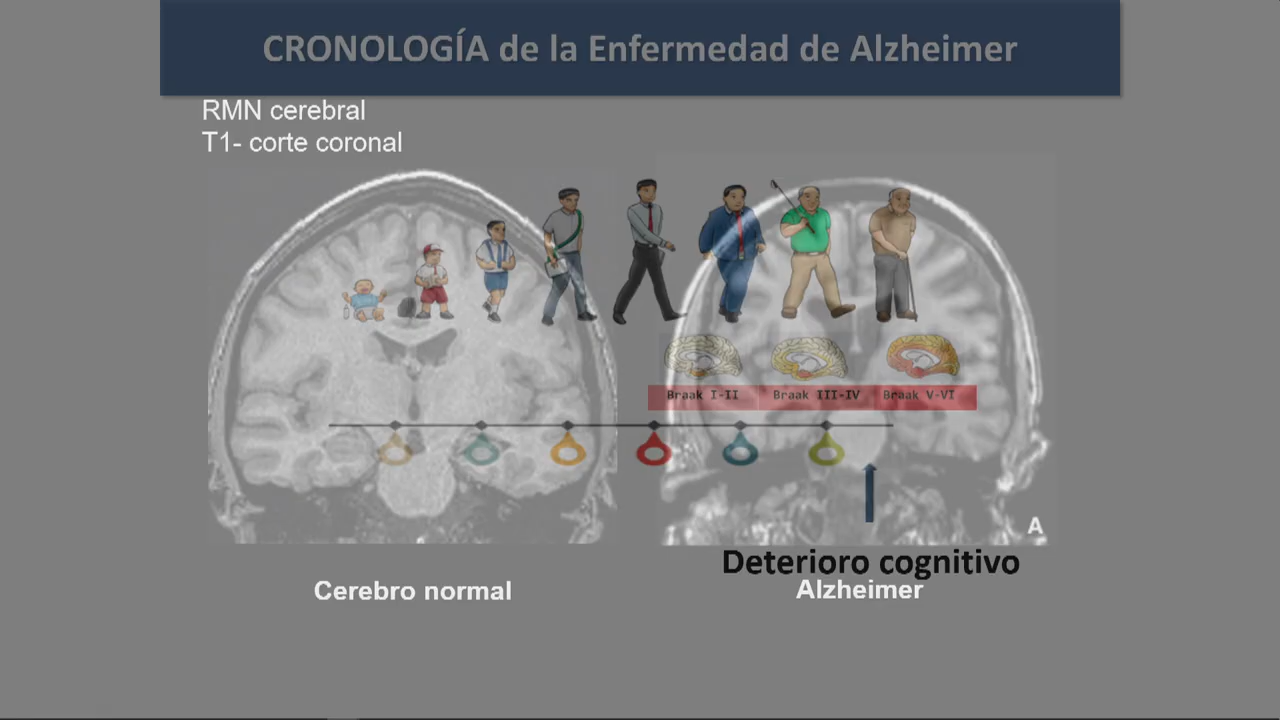 CRONOLOGÍA de la Enfermedad de Alzheimer
RMN cerebral
T1- corte coronal
Braak I-II
Braak III-IV
Braak V-VI
A
Deterioro cognitivo
Cerebro normal
Alzheimer